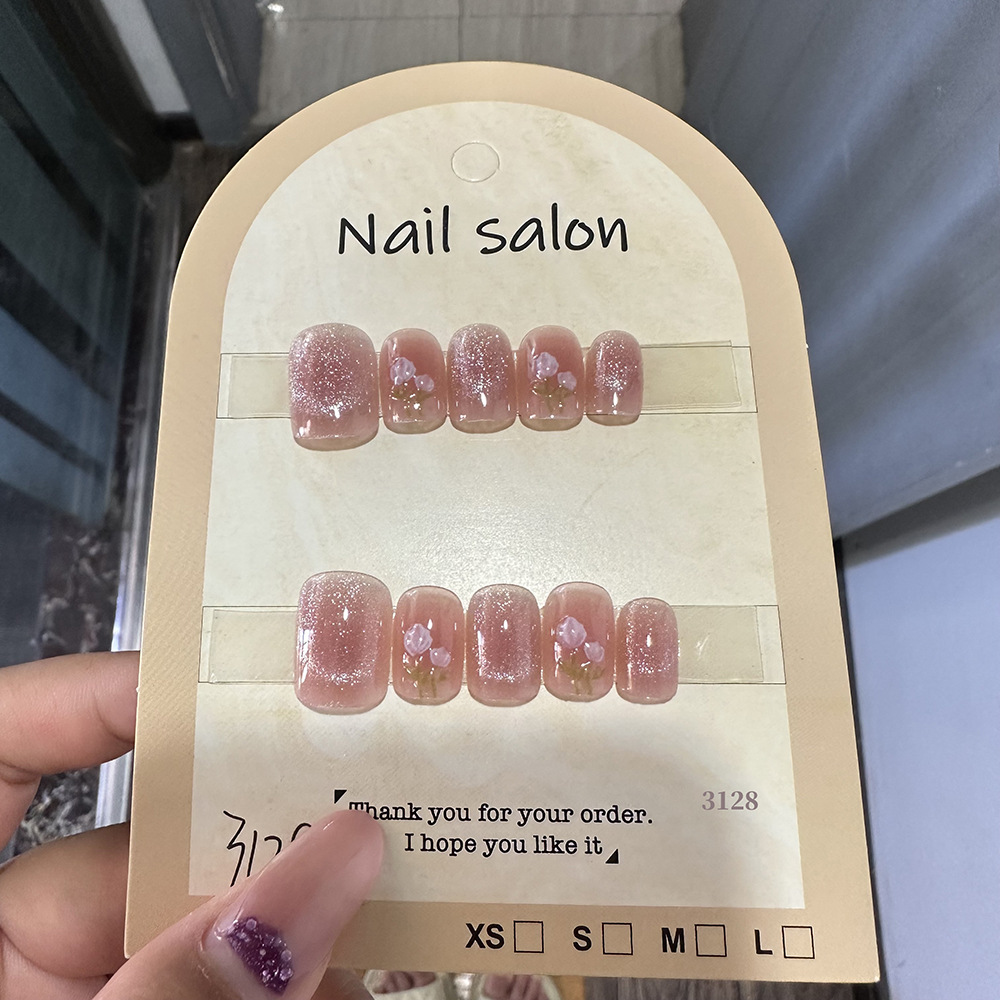 Nail salon
3128
Thank you for your order.
I hope you like it
XS S M L